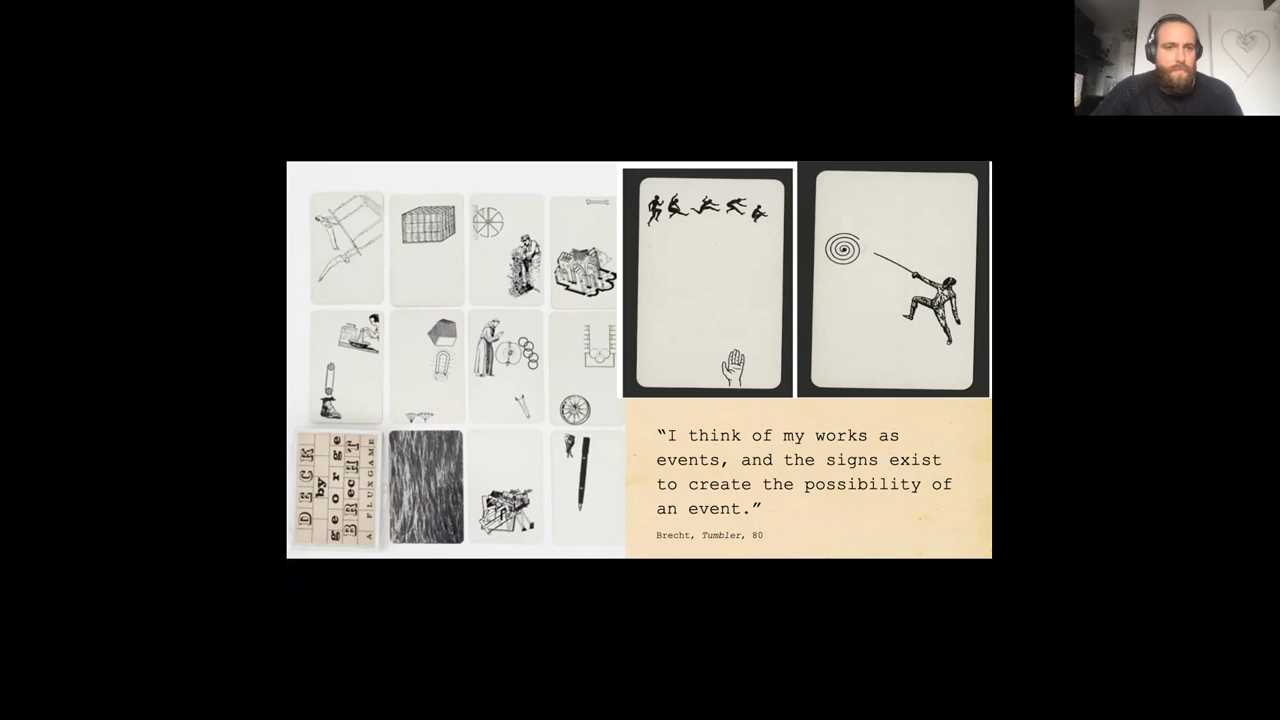 DECK
by
george
BRecHT
A FLUXGAME
“I think of my works as
events, and the signs exist
to create the possibility of
an event.”
Brecht, Tumbler, 80